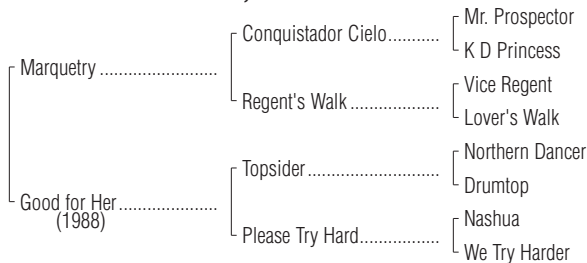 Mr. Prospector
Conquistador Cielo..........
K D Princess
Marquetry .......................
Vice Regent
Regent's Walk .................
Lover's Walk
Northern Dancer
Topsider .........................
Drumtop
Good for Her...................
(1988)
Nashua
Please Try Hard...............
We Try Harder